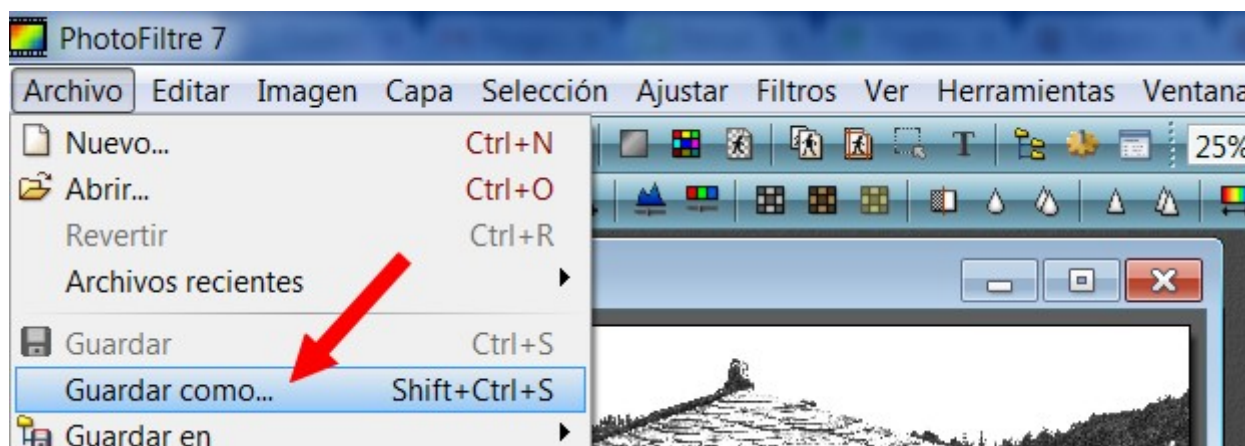 PhotoFiltre 7
Archivo Editar Imagen Capa Selección Ajustar Filtros Ver Herramientas Ventana
Nuevo... Ctrl+N
T 25%
Abrir... Ctrl+O
Revertir Ctrl+R
Archivos recientes
Guardar Ctrl+S
Guardar como... Shift+Ctrl+S
Guardar en